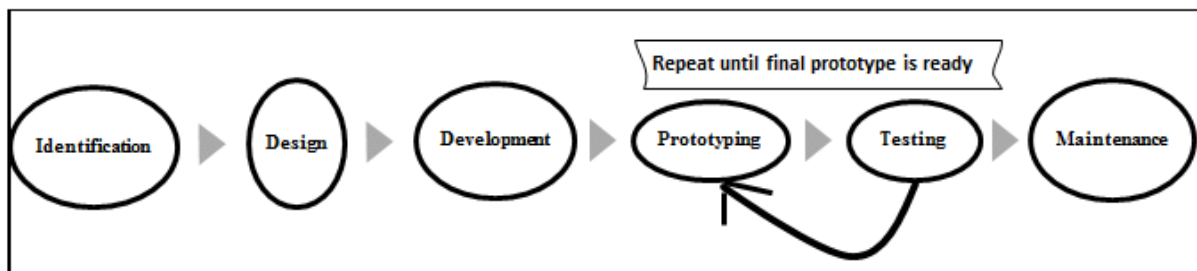 Repeat until final prototype is ready
Identification
Design
Development
Prototyping
Testing
Maintenance